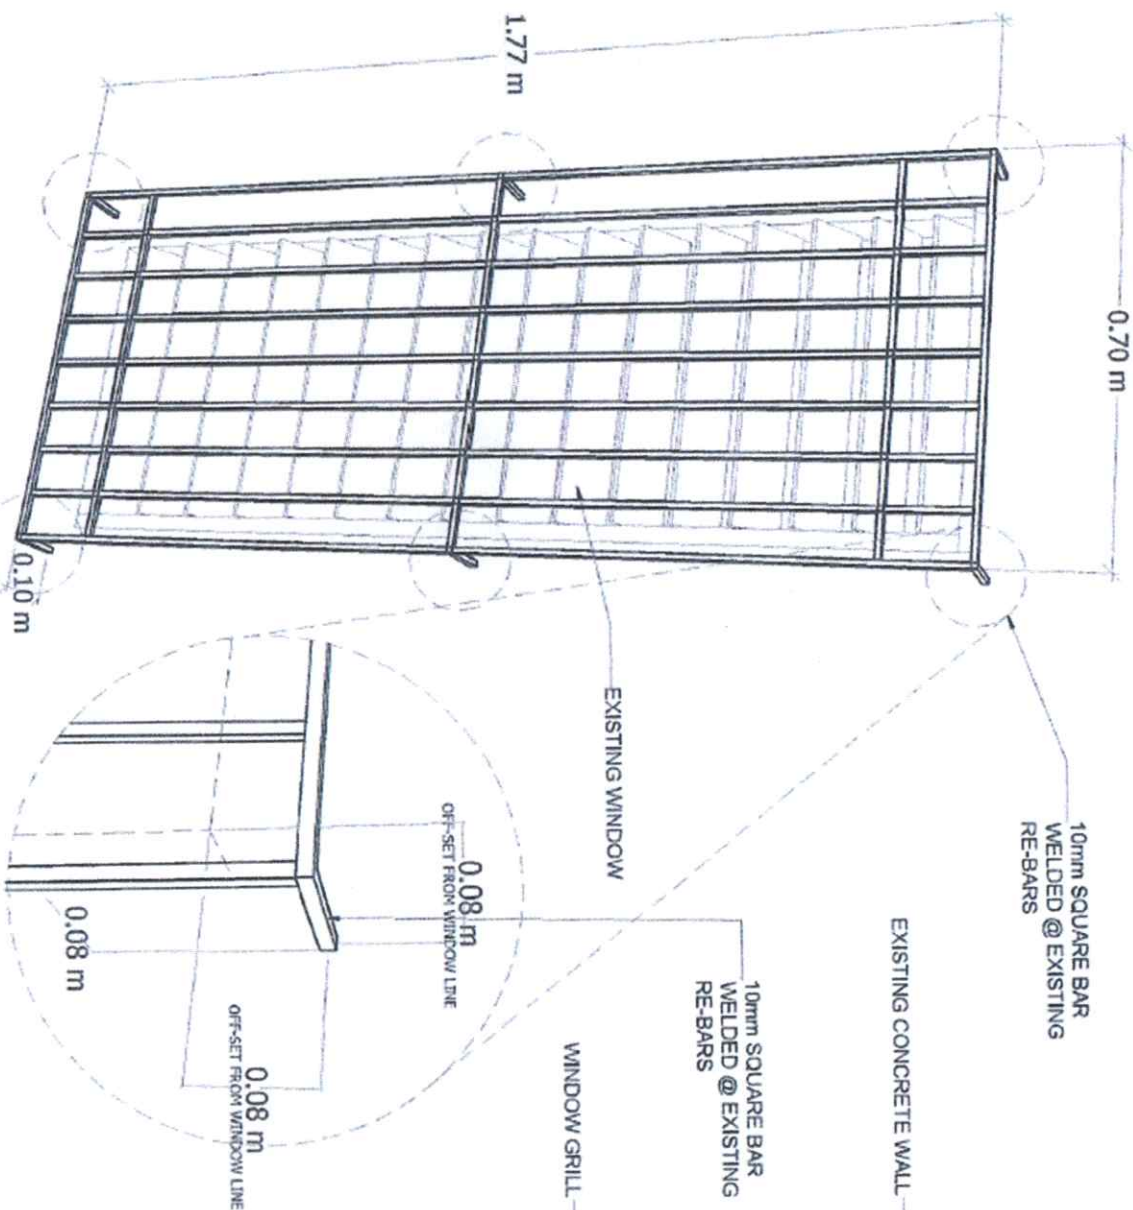 1.77 m
0.70 m
0.10 m
10mm SQUARE BAR
WELDED @ EXISTING
RE-BARS
EXISTING WINDOW
EXISTING CONCRETE WALL
10mm SQUARE BAR
WELDED @ EXISTING
RE-BARS
WINDOW GRILL
0.08 m
OFF-SET FROM WINDOW LINE
0.08 m
0.08 m
OFF-SET FROM WINDOW LINE